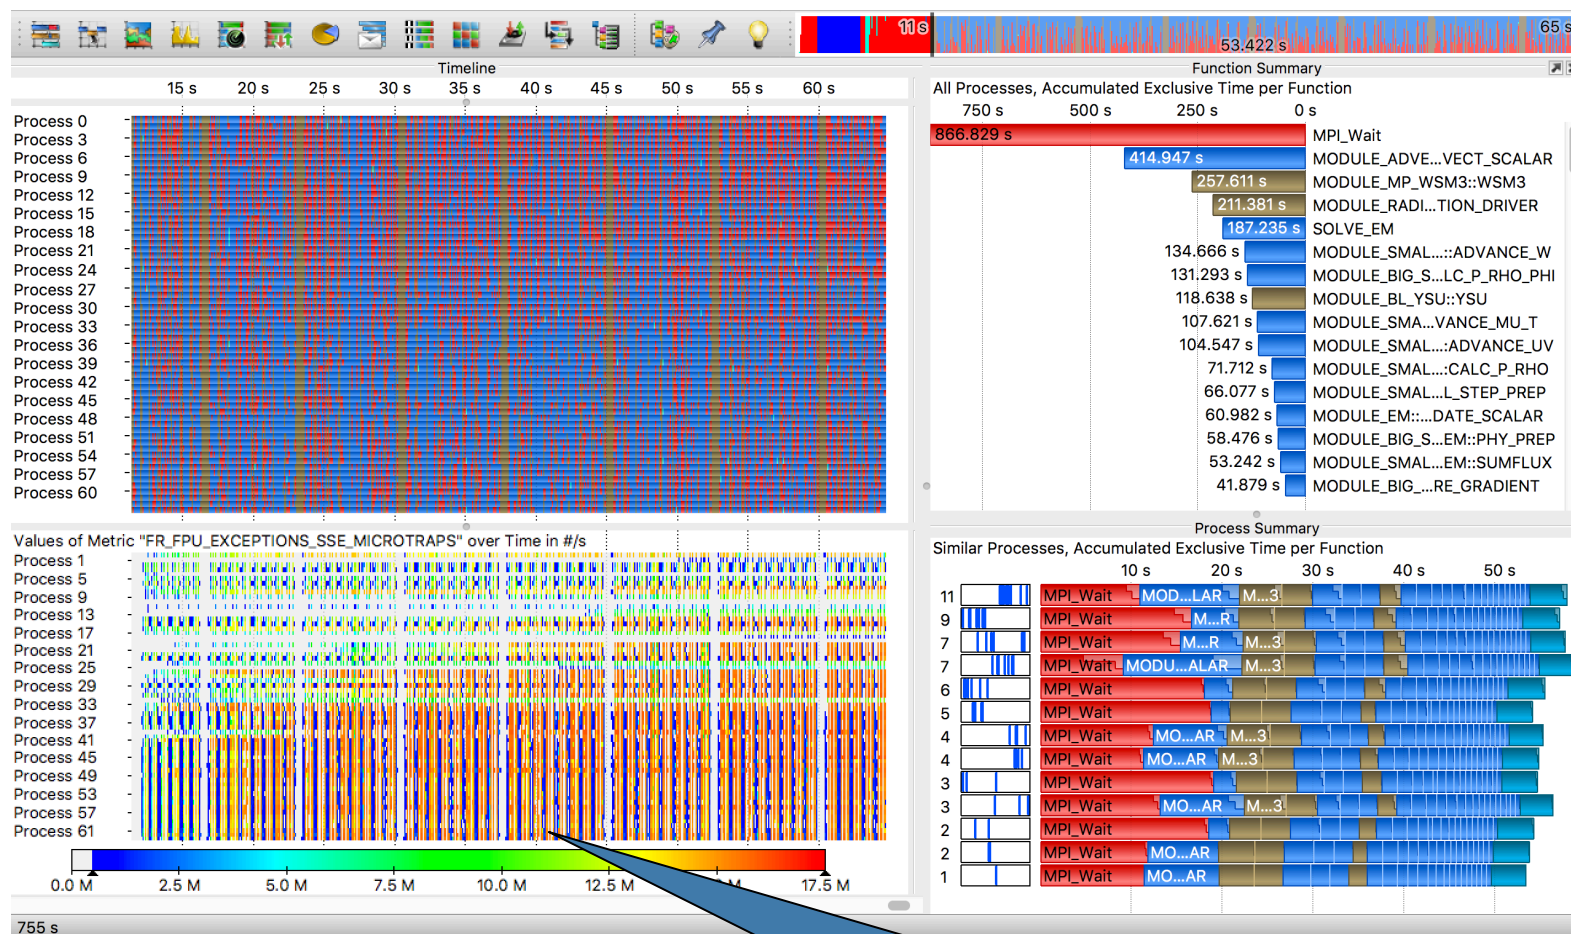 11 s
65 s
53.422 s
Timeline
15 s 20 s 25 s 30 s 35 s 40 s 45 s 50 s 55 s 60 s
Process 0
Process 3
Process 6
Process 9
Process 12
Process 15
Process 18
Process 21
Process 24
Process 27
Process 30
Process 33
Process 36
Process 39
Process 42
Process 45
Process 48
Process 51
Process 54
Process 57
Process 60
Values of Metric "FR_FPU_EXCEPTIONS_SSE_MICROTRAPS" over Time in #/s
Process 1
Process 5
Process 9
Process 13
Process 17
Process 21
Process 25
Process 29
Process 33
Process 37
Process 41
Process 45
Process 49
Process 53
Process 57
Process 61
0.0 M 2.5 M 5.0 M 7.5 M 10.0 M 12.5 M M 17.5 M
755 s
Function Summary
All Processes, Accumulated Exclusive Time per Function
750 s 500 s 250 s 0 s
866.829 s MPI_Wait
414.947 s MODULE_ADVE...VECT_SCALAR
257.611 s MODULE_MP_WSM3::WSM3
211.381 s MODULE_RADI...TION_DRIVER
187.235 s SOLVE_EM
134.666 s MODULE_SMAL...::ADVANCE_W
131.293 s MODULE_BIG_S...LC_P_RHO_PHI
118.638 s MODULE_BL_YSU::YSU
107.621 s MODULE_SMA...VANCE_MU_T
104.547 s MODULE_SMAL...:ADVANCE_UV
71.712 s MODULE_SMAL...:CALC_P_RHO
66.077 s MODULE_SMAL...L_STEP_PREP
60.982 s MODULE_EM::...DATE_SCALAR
58.476 s MODULE_BIG_S...EM::PHY_PREP
53.242 s MODULE_SMAL...EM::SUMFLUX
41.879 s MODULE_BIG_...RE_GRADIENT
Process Summary
Similar Processes, Accumulated Exclusive Time per Function
10 s 20 s 30 s 40 s 50 s
11 MPI_Wait MOD...LAR M...3
9 MPI_Wait M...R
7 MPI_Wait M...R M...3
7 MPI_Wait MODU...ALAR M...3
6 MPI_Wait
5 MPI_Wait
4 MPI_Wait MO...AR M...3
4 MPI_Wait MO...AR M...3
3 MPI_Wait
3 MPI_Wait MO...AR M...3
2 MPI_Wait
2 MPI_Wait MO...AR
1 MPI_Wait MO...AR